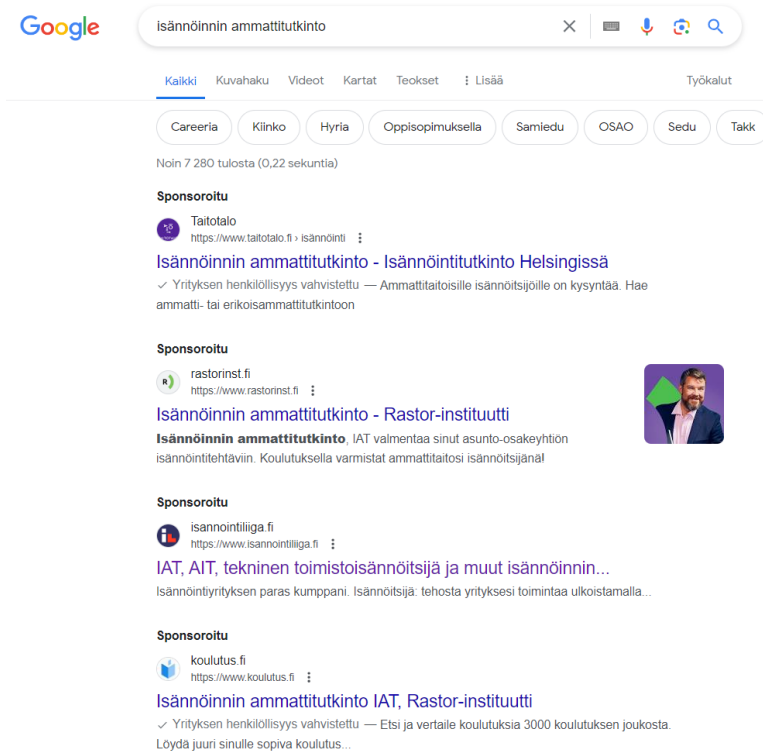 Google
isännöinnin ammattitutkinto
Kaikki Kuvahaku Videot Kartat Teokset Lisää Työkalut
Careeria Kiinko Hyria Oppisopimuksella Samiedu OSAO Sedu Takk
Noin 7 280 tulosta (0,22 sekuntia)
Sponsoroitu
Taitotalo
https://www.taitotalo.fi › isännöinti
Isännöinnin ammattitutkinto - Isännöintitutkinto Helsingissä
Yrityksen henkilöllisyys vahvistettu — Ammattitaitoisille isännöitsijöille on kysyntää. Hae
ammatti- tai erikoisammattitutkintoon
Sponsoroitu
R
rastorinst.fi
https://www.rastorinst.fi
Isännöinnin ammattitutkinto - Rastor-instituutti
Isännöinnin ammattitutkinto, IAT valmentaa sinut asunto-osakeyhtiön
isännöintitehtäviin. Koulutuksella varmistat ammattitaitosi isännöitsijänä!
Sponsoroitu
iL
isannointiliiga.fi
https://www.isannointiliiga.fi
IAT, AIT, tekninen toimistoisännöitsijä ja muut isännöinnin...
Isännöintiyrityksen paras kumppani. Isännöitsijä: tehosta yrityksesi toimintaa ulkoistamalla...
Sponsoroitu
koulutus.fi
https://www.koulutus.fi
Isännöinnin ammattitutkinto IAT, Rastor-instituutti
Yrityksen henkilöllisyys vahvistettu — Etsi ja vertaile koulutuksia 3000 koulutuksen joukosta.
Löydä juuri sinulle sopiva koulutus...